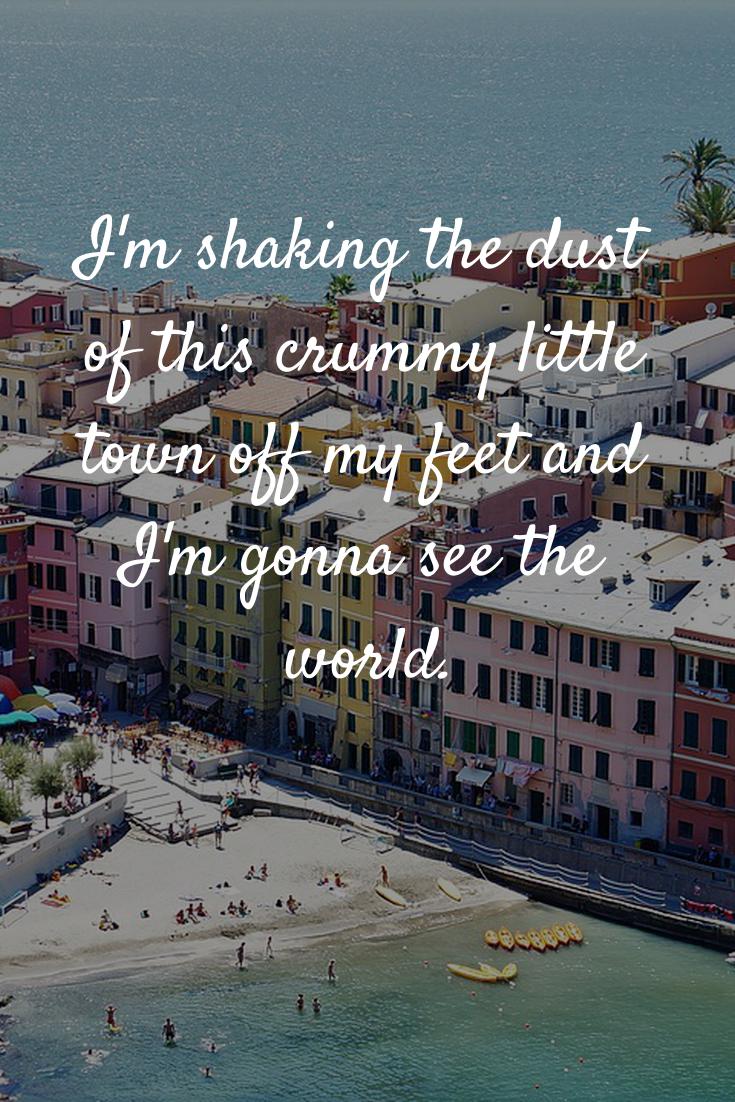 I'm shaking the dust
of this crummy little
town off my feet and
I'm gonna see the
world.